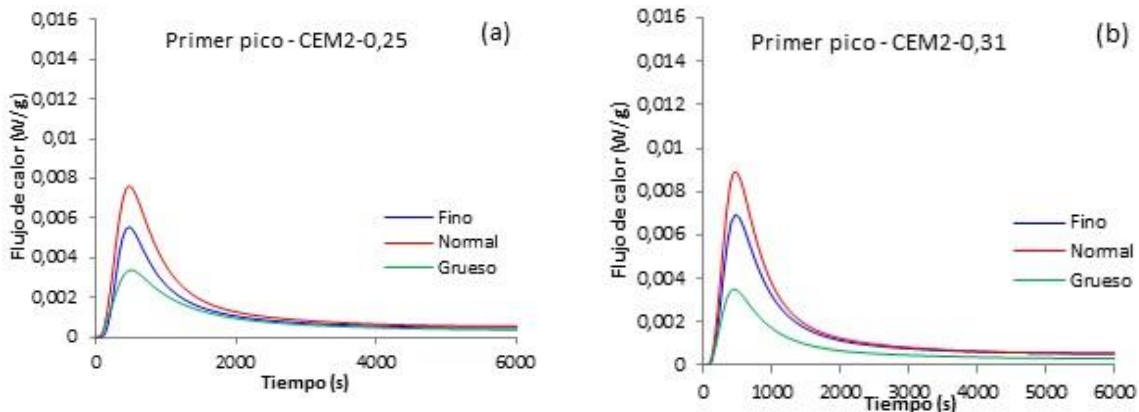 Primer pico - CEM2-0,25
(a)
Flujo de calor (W/g)
0,016
0,014
0,012
0,01
0,008
0,006
0,004
0,002
0
Fino
Normal
Grueso
0 2000 4000 6000
Tiempo (s)
Primer pico - CEM2-0,31
(b)
Flujo de calor (W/g)
0,016
0,014
0,012
0,01
0,008
0,006
0,004
0,002
0
Fino
Normal
Grueso
0 1000 2000 3000 4000 5000 6000
Tiempo (s)